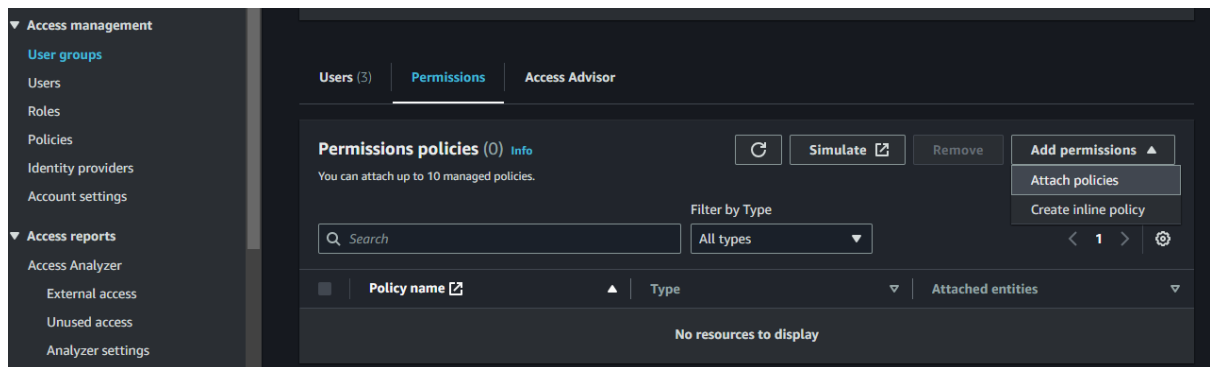 Access management
User groups
Users
Roles
Policies
Identity providers
Account settings
Access reports
Access Analyzer
External access
Unused access
Analyzer settings
Users (3) Permissions Access Advisor
Permissions policies (0) Info
Simulate Remove Add permissions
You can attach up to 10 managed policies.
Attach policies
Create inline policy
Filter by Type
Search All types 1
Policy name Type Attached entities
No resources to display